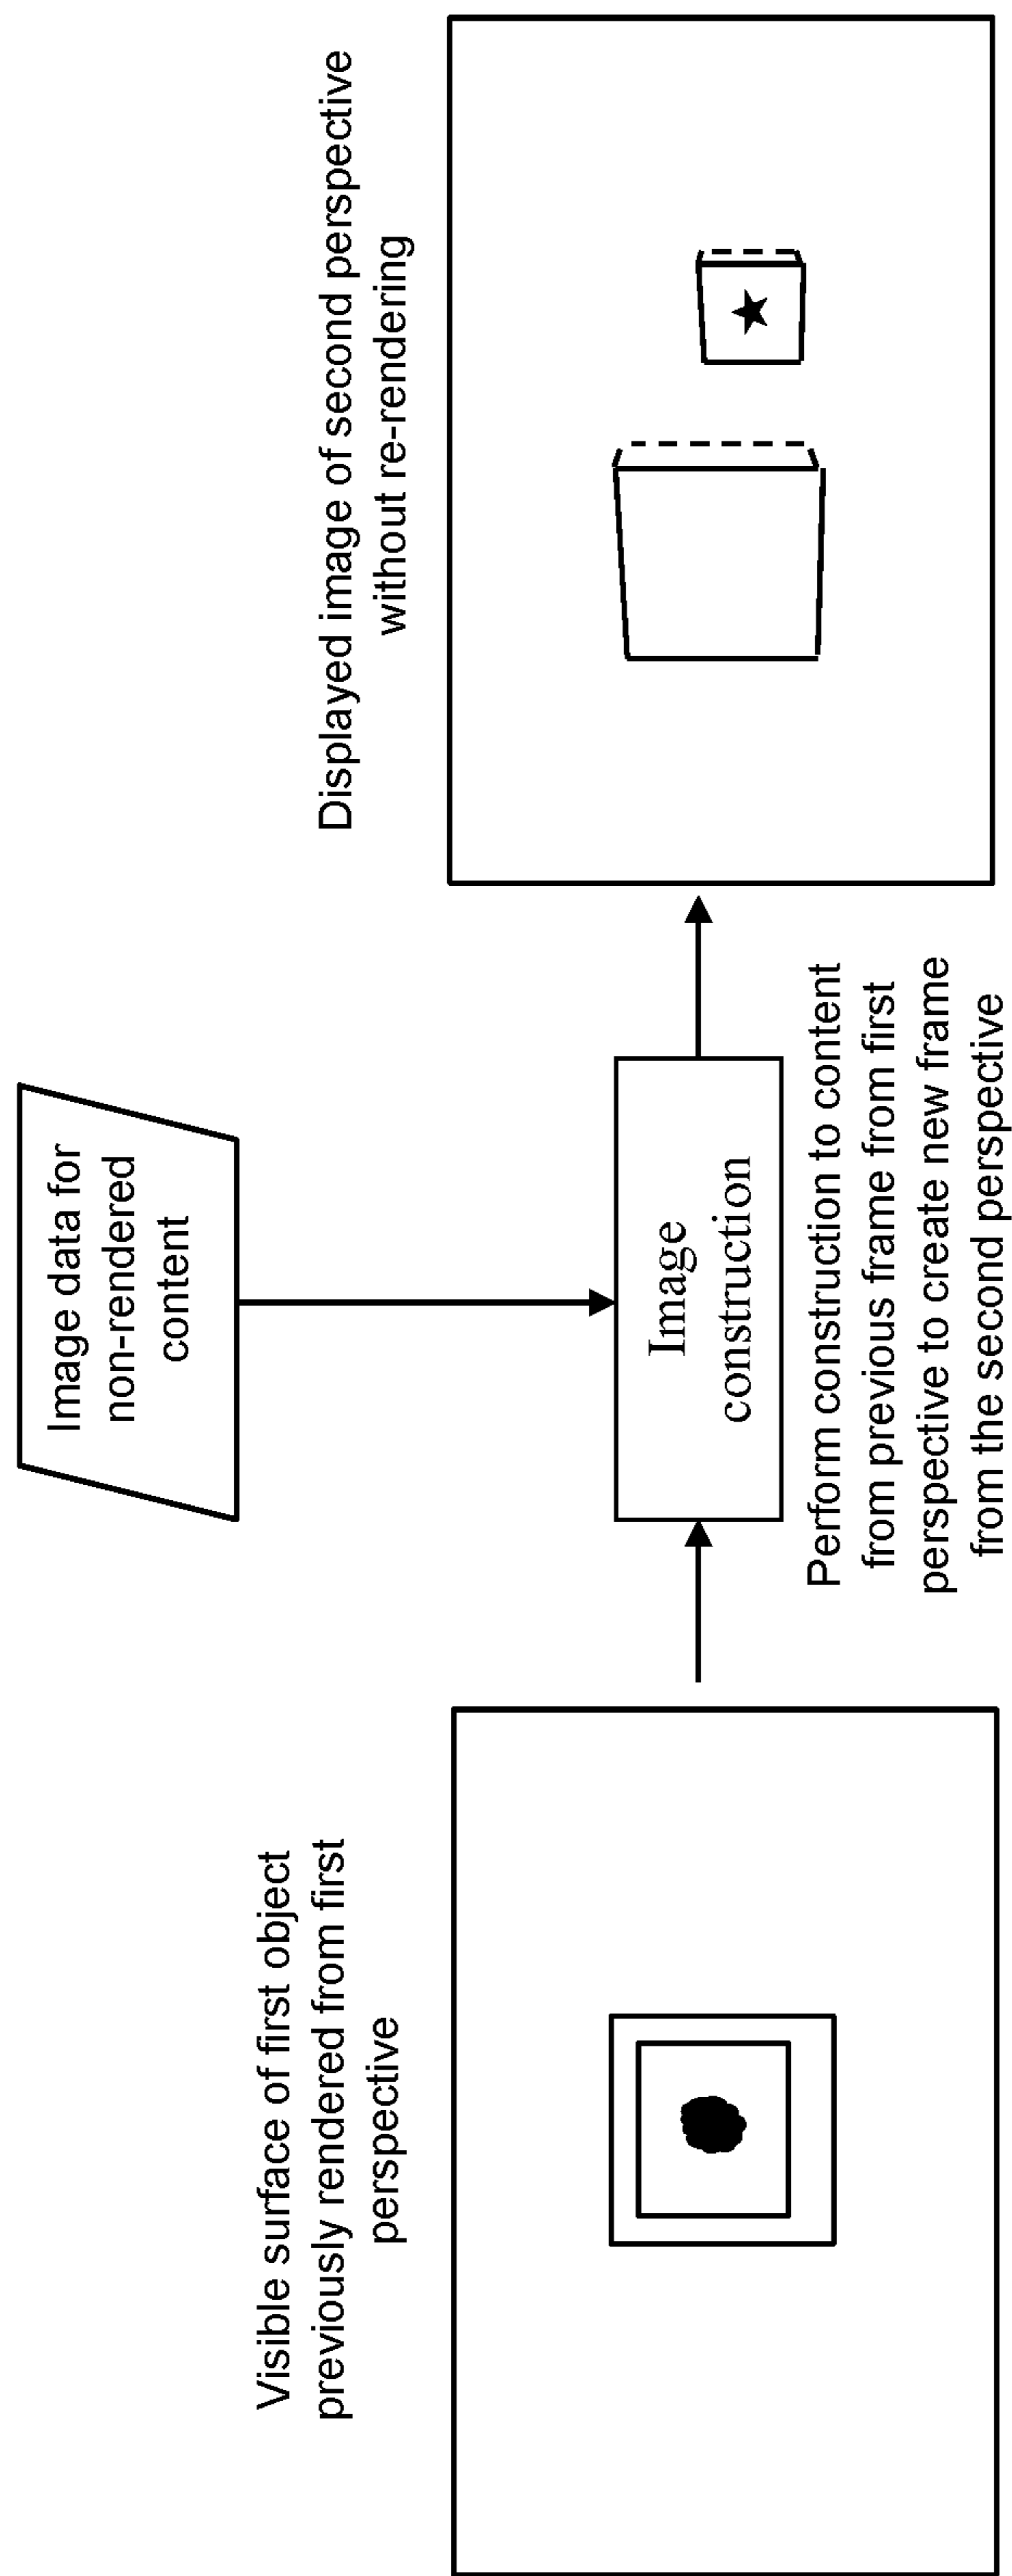 Visible surface of first object
previously rendered from first
perspective
Image data for
non-rendered
content
Image
construction
Perform construction to content
from previous frame from first
perspective to create new frame
from the second perspective
Displayed image of second perspective
without re-rendering